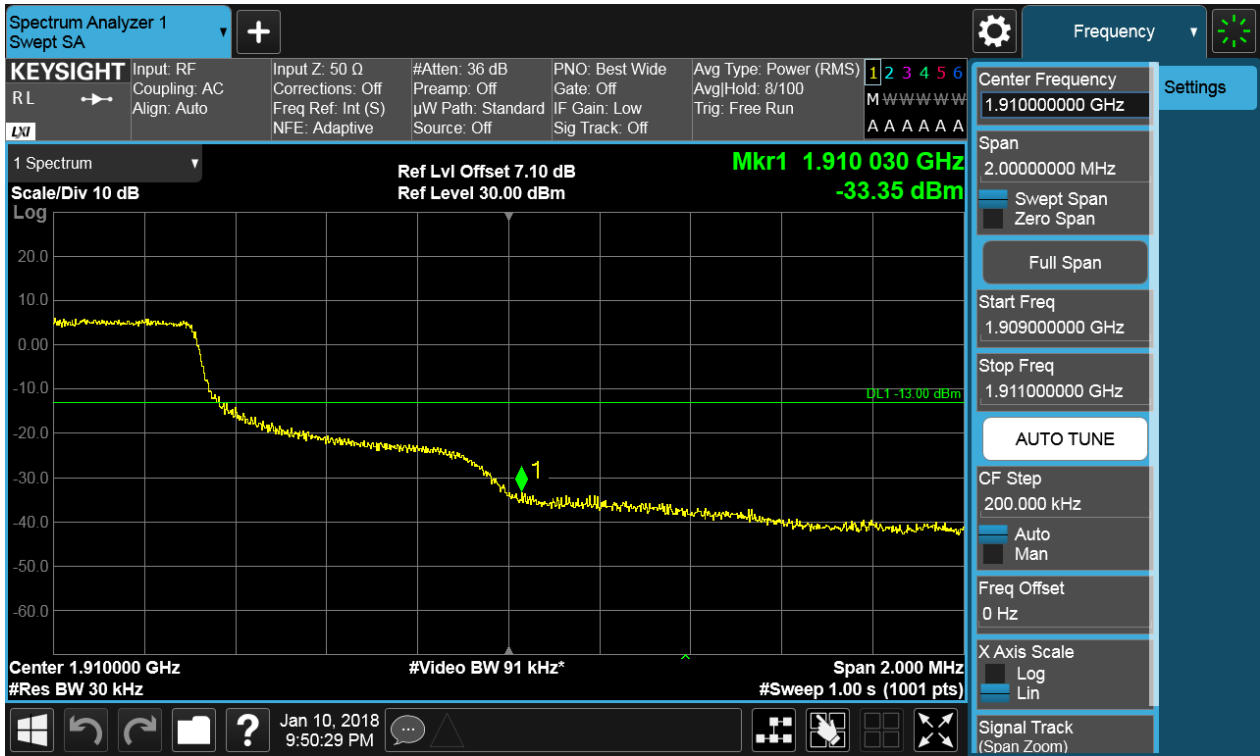 Spectrum Analyzer 1
Swept SA
+
Frequency
KEYSIGHT
R L
LXI
Input: RF
Coupling: AC
Align: Auto
Input Z: 50 Ω
Corrections: Off
Freq Ref: Int (S)
NFE: Adaptive
#Atten: 36 dB
Preamp: Off
µW Path: Standard
Source: Off
PNO: Best Wide
Gate: Off
IF Gain: Low
Sig Track: Off
Avg Type: Power (RMS)
Avg|Hold: 8/100
Trig: Free Run
1 2 3 4 5 6
M W W W W W
A A A A A A
1 Spectrum
Scale/Div 10 dB
Log
Ref Lvl Offset 7.10 dB
Ref Level 30.00 dBm
Mkr1 1.910 030 GHz
-33.35 dBm
20.0
10.0
0.00
-10.0
DL1 -13.00 dBm
-20.0
-30.0
1
-40.0
-50.0
-60.0
Center 1.910000 GHz
#Res BW 30 kHz
#Video BW 91 kHz*
Span 2.000 MHz
#Sweep 1.00 s (1001 pts)
Center Frequency
1.910000000 GHz
Settings
Span
2.00000000 MHz
Swept Span
Zero Span
Full Span
Start Freq
1.909000000 GHz
Stop Freq
1.911000000 GHz
AUTO TUNE
CF Step
200.000 kHz
Auto
Man
Freq Offset
0 Hz
X Axis Scale
Log
Lin
Signal Track
(Span Zoom)
?
Jan 10, 2018
9:50:29 PM